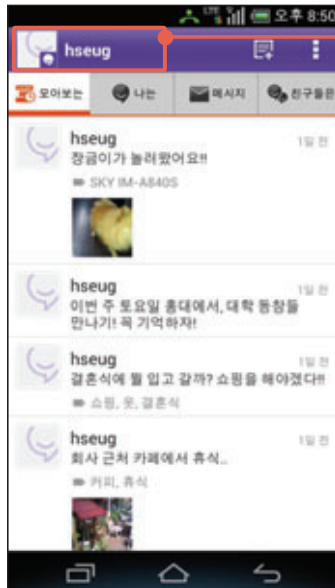 LTE 오후 8:50
hseug
모아보는 나는 메시지 친구들은
hseug 1일 전
장금이가 놀러왔어요!!
SKY IM-A840S
hseug 1일 전
이번 주 토요일 홍대에서, 대학 동창들
만나기! 꼭 기억하자!
hseug 1일 전
결혼식에 뭘 입고 갈까? 쇼핑을 해야겠다!!
쇼핑, 옷, 결혼식
hseug 1일 전
회사 근처 카페에서 휴식..
커피, 휴식